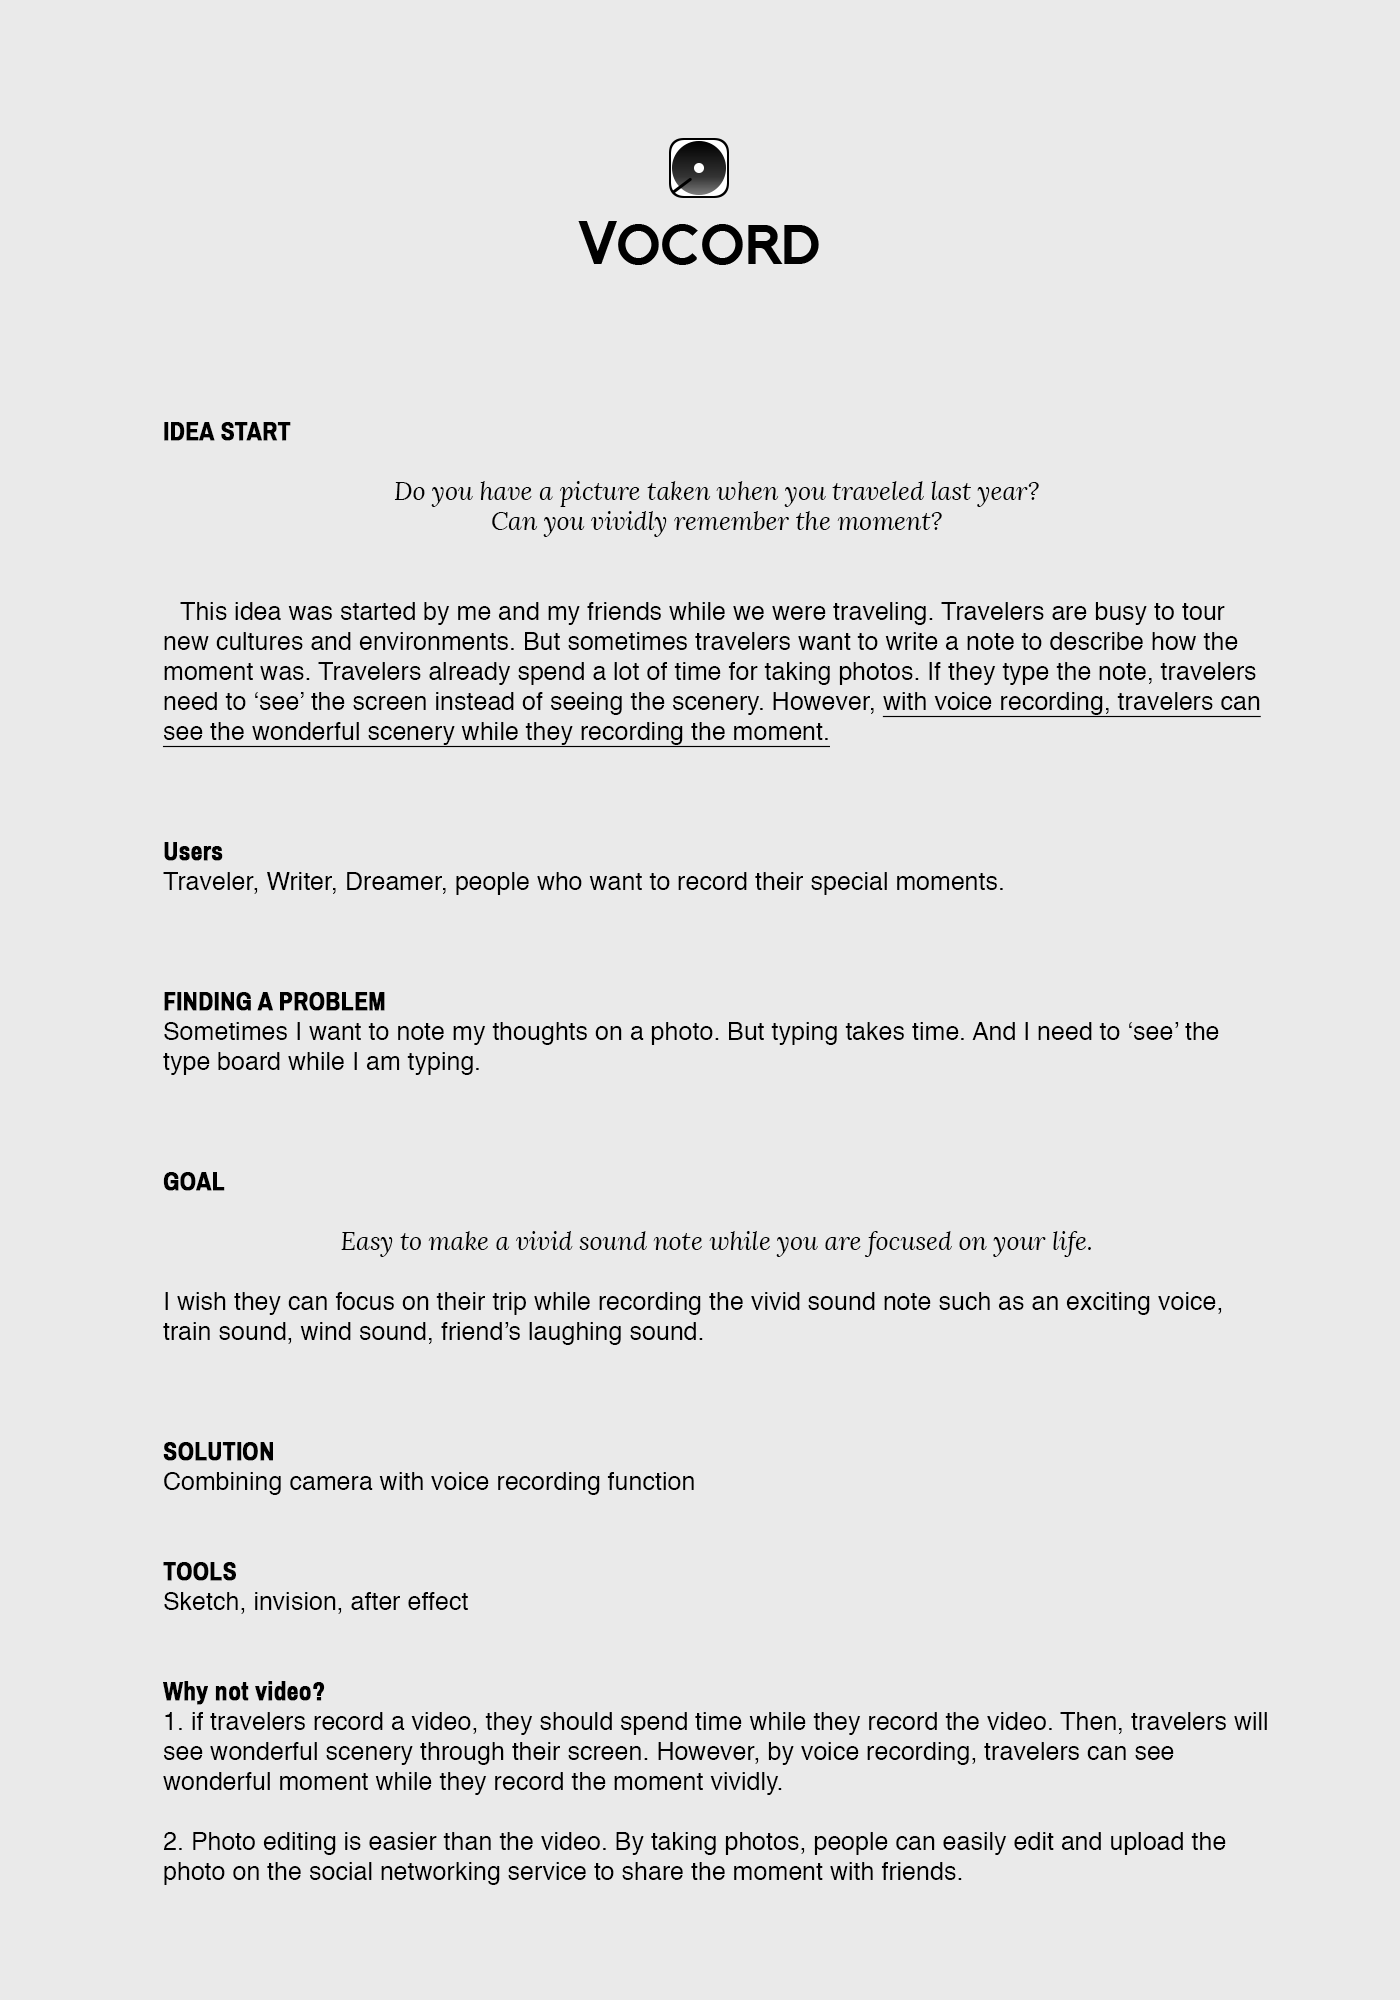 VOCORD
IDEA START
Do you have a picture taken when you traveled last year?
Can you vividly remember the moment?
This idea was started by me and my friends while we were traveling. Travelers are busy to tour
new cultures and environments. But sometimes travelers want to write a note to describe how the
moment was. Travelers already spend a lot of time for taking photos. If they type the note, travelers
need to ‘see’ the screen instead of seeing the scenery. However, with voice recording, travelers can
see the wonderful scenery while they recording the moment.
Users
Traveler, Writer, Dreamer, people who want to record their special moments.
FINDING A PROBLEM
Sometimes I want to note my thoughts on a photo. But typing takes time. And I need to ‘see’ the
type board while I am typing.
GOAL
Easy to make a vivid sound note while you are focused on your life.
I wish they can focus on their trip while recording the vivid sound note such as an exciting voice,
train sound, wind sound, friend’s laughing sound.
SOLUTION
Combining camera with voice recording function
TOOLS
Sketch, invision, after effect
Why not video?
1. if travelers record a video, they should spend time while they record the video. Then, travelers will
see wonderful scenery through their screen. However, by voice recording, travelers can see
wonderful moment while they record the moment vividly.
2. Photo editing is easier than the video. By taking photos, people can easily edit and upload the
photo on the social networking service to share the moment with friends.